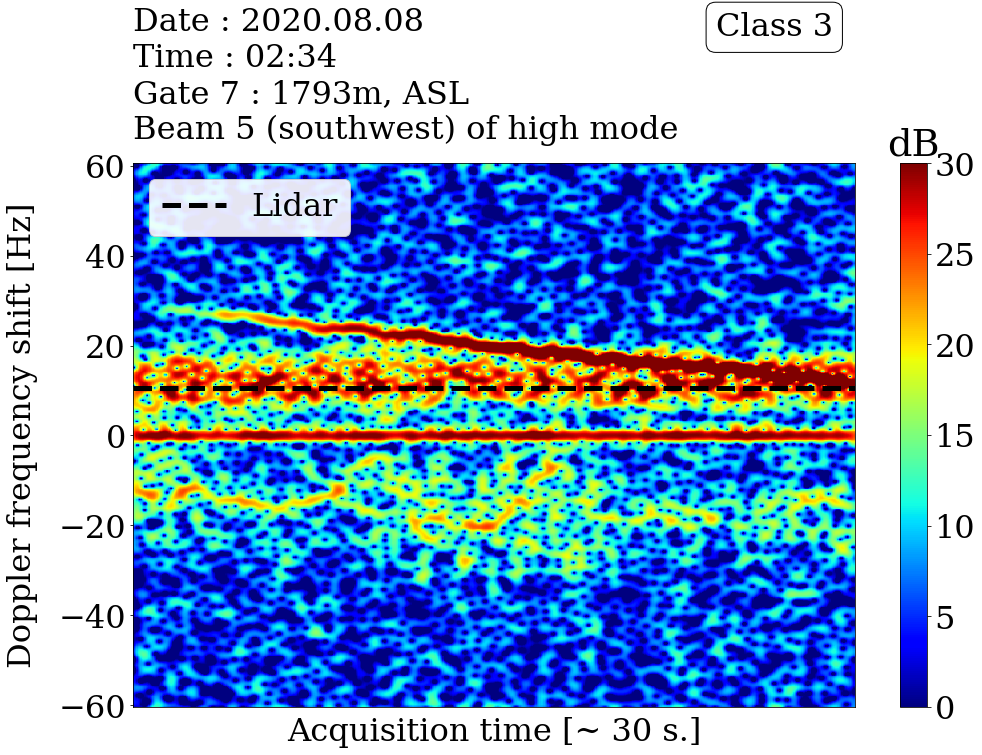 Date : 2020.08.08
Time : 02:34
Gate 7 : 1793m, ASL
Beam 5 (southwest) of high mode
Class 3
dB
Lidar
Doppler frequency shift [Hz]
60
40
20
0
−20
−40
−60
Acquisition time [~ 30 s.]
30
25
20
15
10
5
0